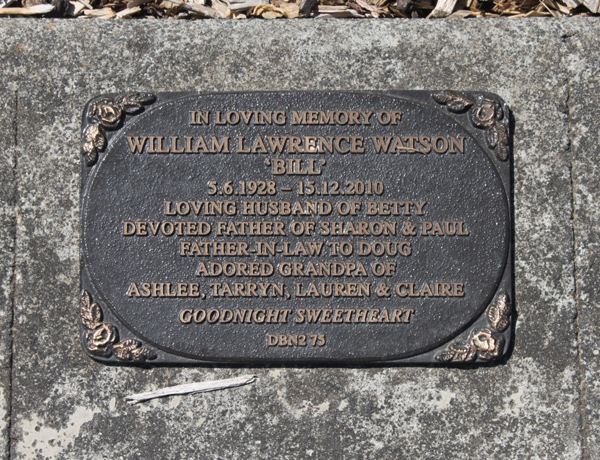 IN LOVING MEMORY OF
WILLIAM LAWRENCE WATSON
'BILL'
5.6.1928 – 15.12.2010
LOVING HUSBAND OF BETTY
DEVOTED FATHER OF SHARON & PAUL
FATHER-IN-LAW TO DOUG
ADORED GRANDPA OF
ASHLEE, TARRYN, LAUREN & CLAIRE
GOODNIGHT SWEETHEART
DBN2 75